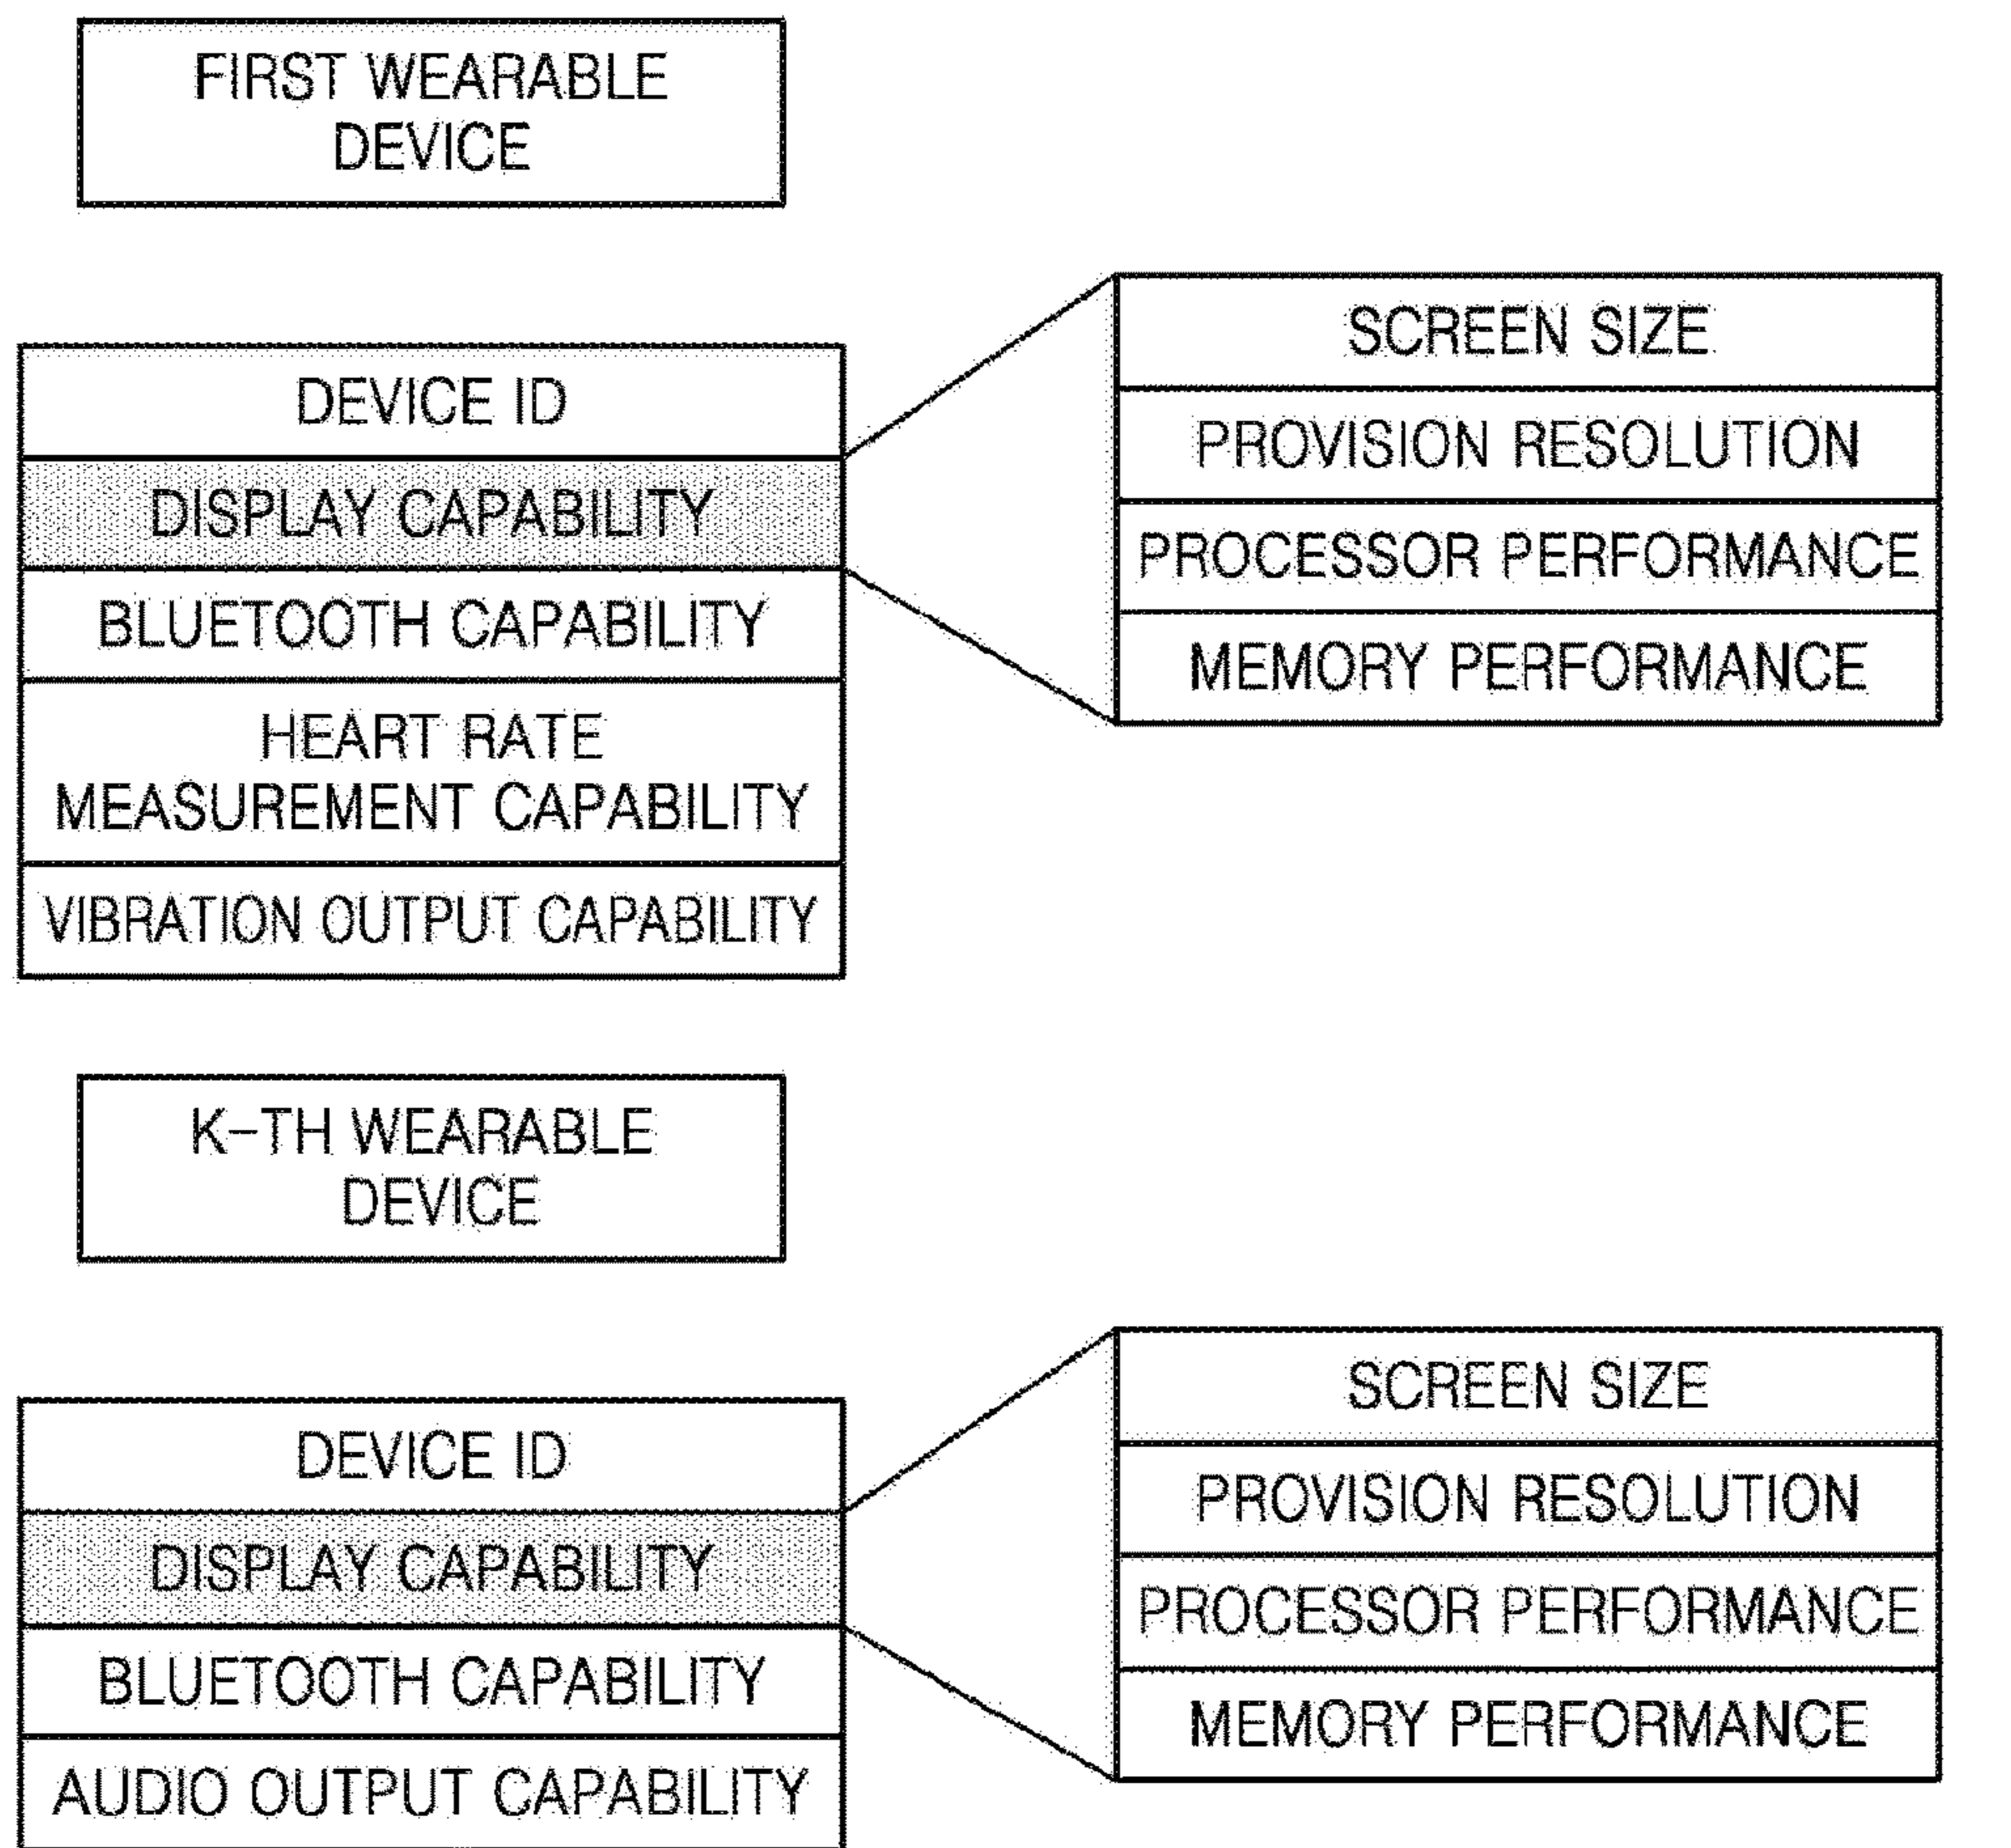 FIRST WEARABLE
DEVICE
DEVICE ID
DISPLAY CAPABILITY
BLUETOOTH CAPABILITY
HEART RATE
MEASUREMENT CAPABILITY
VIBRATION OUTPUT CAPABILITY
SCREEN SIZE
PROVISION RESOLUTION
PROCESSOR PERFORMANCE
MEMORY PERFORMANCE
K-TH WEARABLE
DEVICE
DEVICE ID
DISPLAY CAPABILITY
BLUETOOTH CAPABILITY
AUDIO OUTPUT CAPABILITY
SCREEN SIZE
PROVISION RESOLUTION
PROCESSOR PERFORMANCE
MEMORY PERFORMANCE